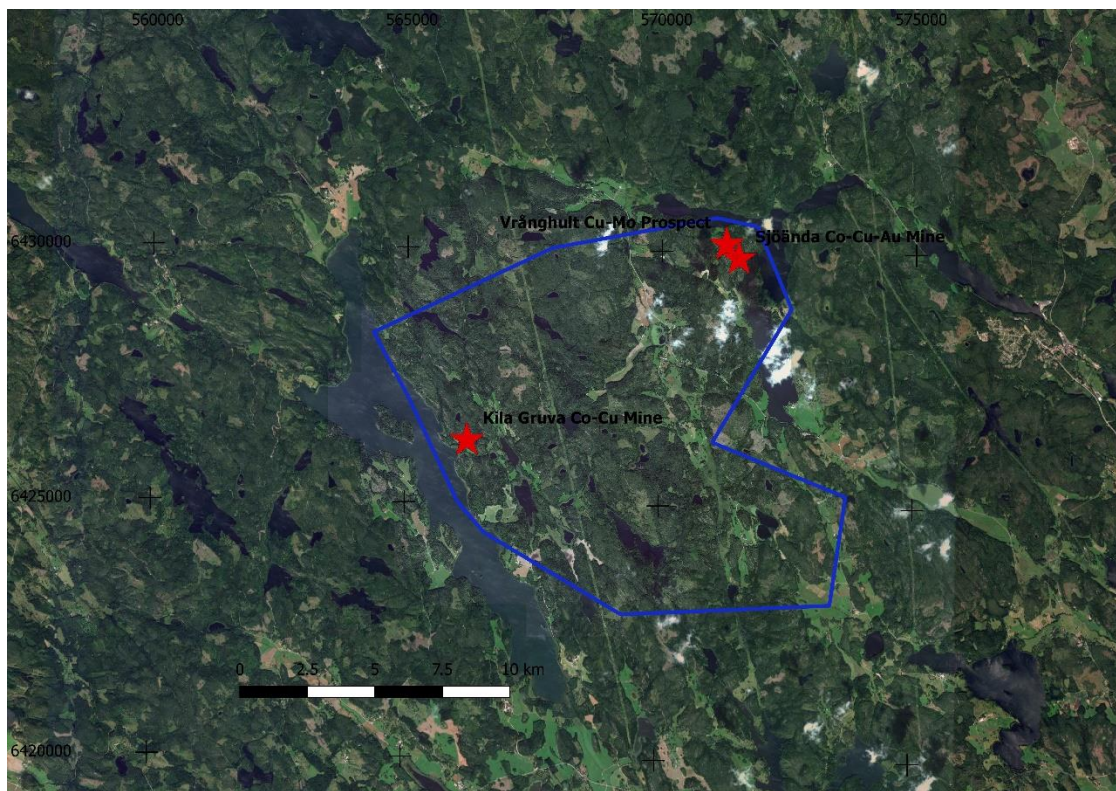 560000 565000 570000 575000
Vrånghult Cu-Mo Prospect
6430000
Sjöända Co-Cu-Au Mine
Kila Gruva Co-Cu Mine
6425000
0 2.5 5 7.5 10 km
6420000